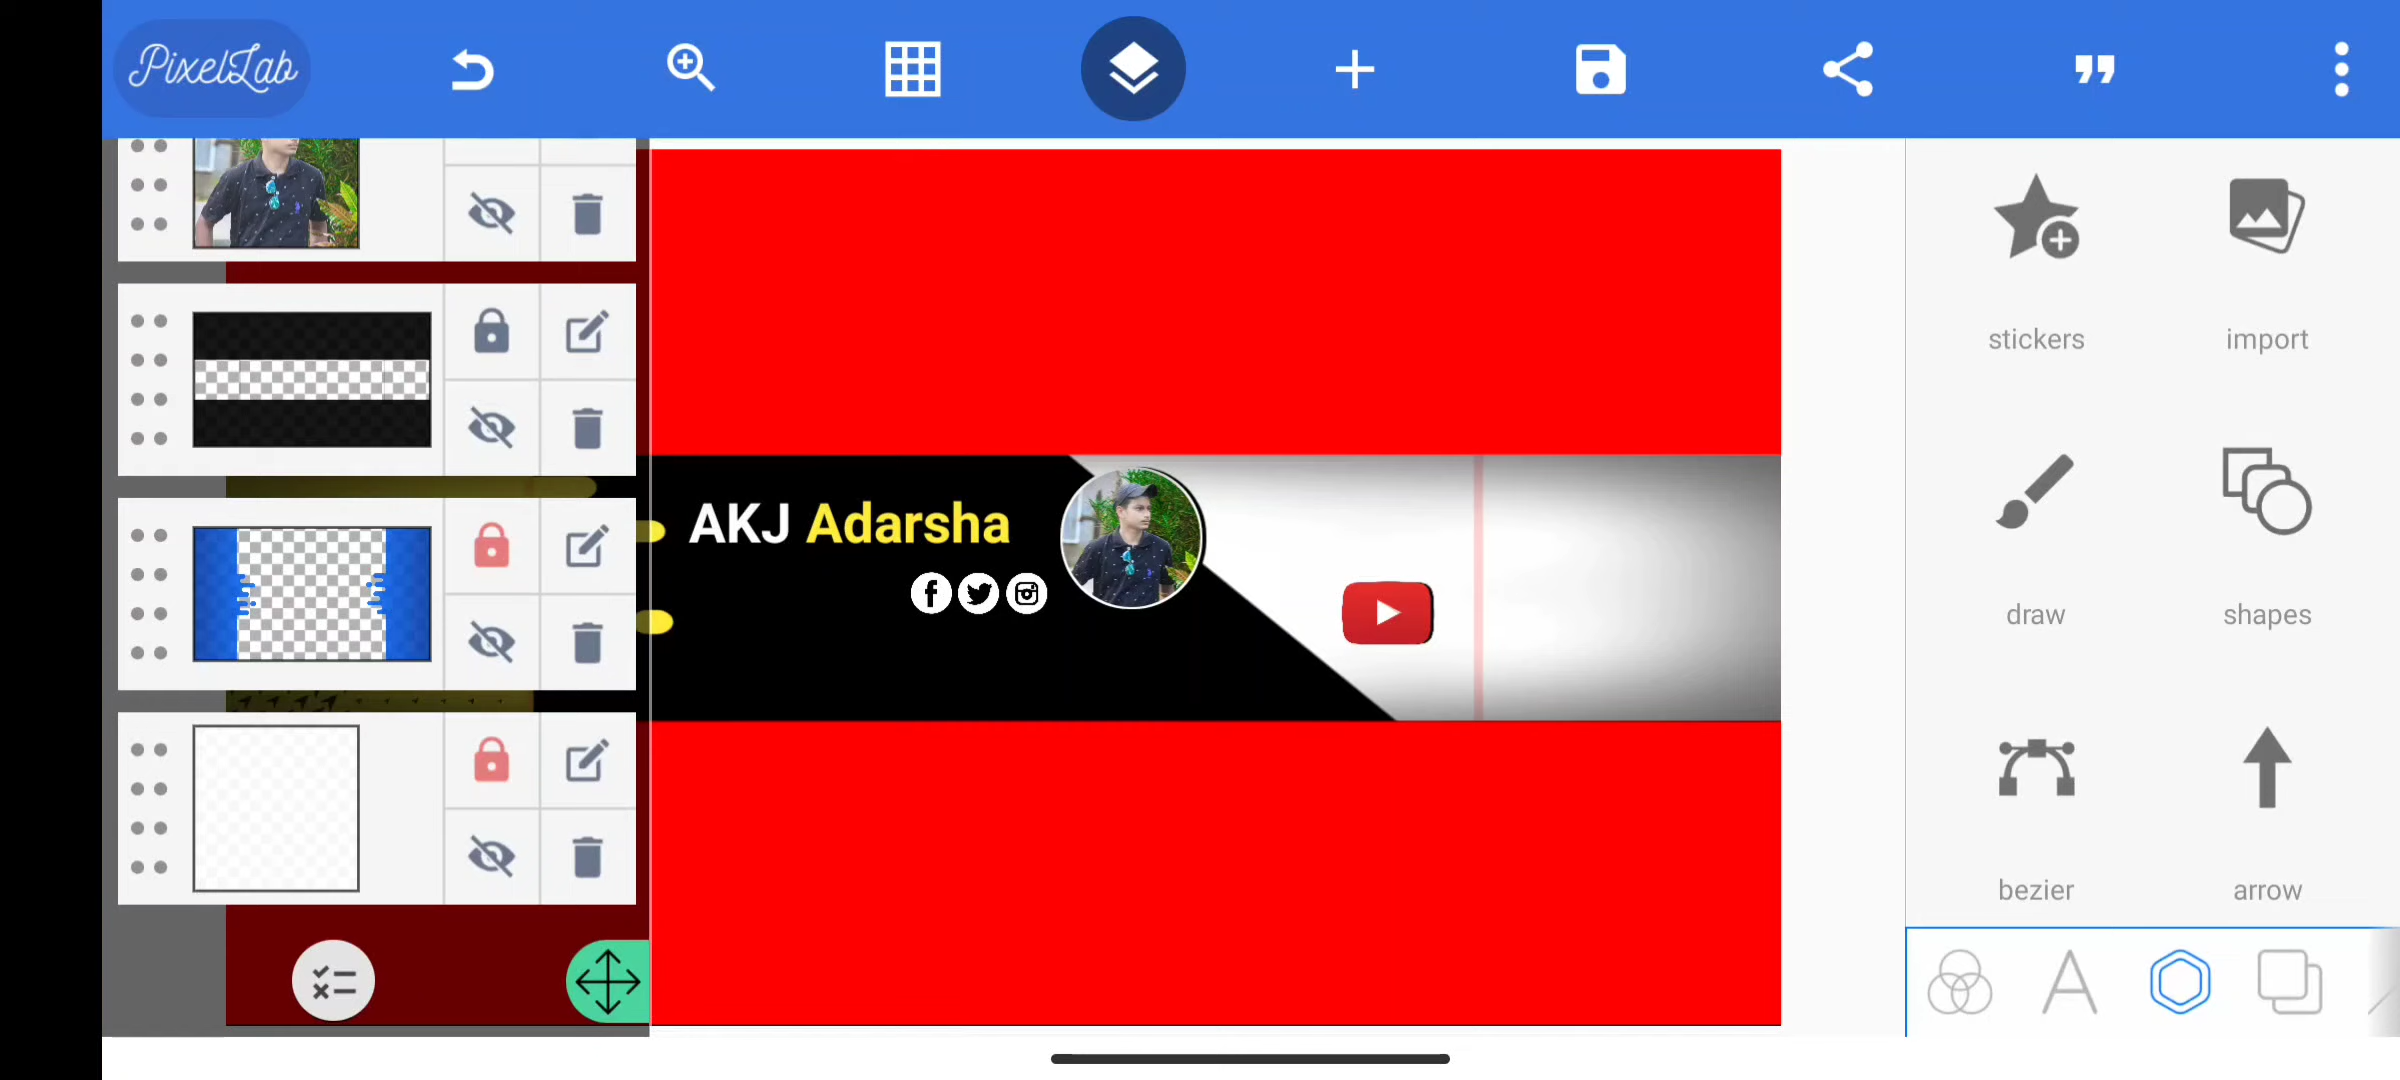 PixelLab
stickers
import
AKJ Adarsha
draw
shapes
bezier
arrow